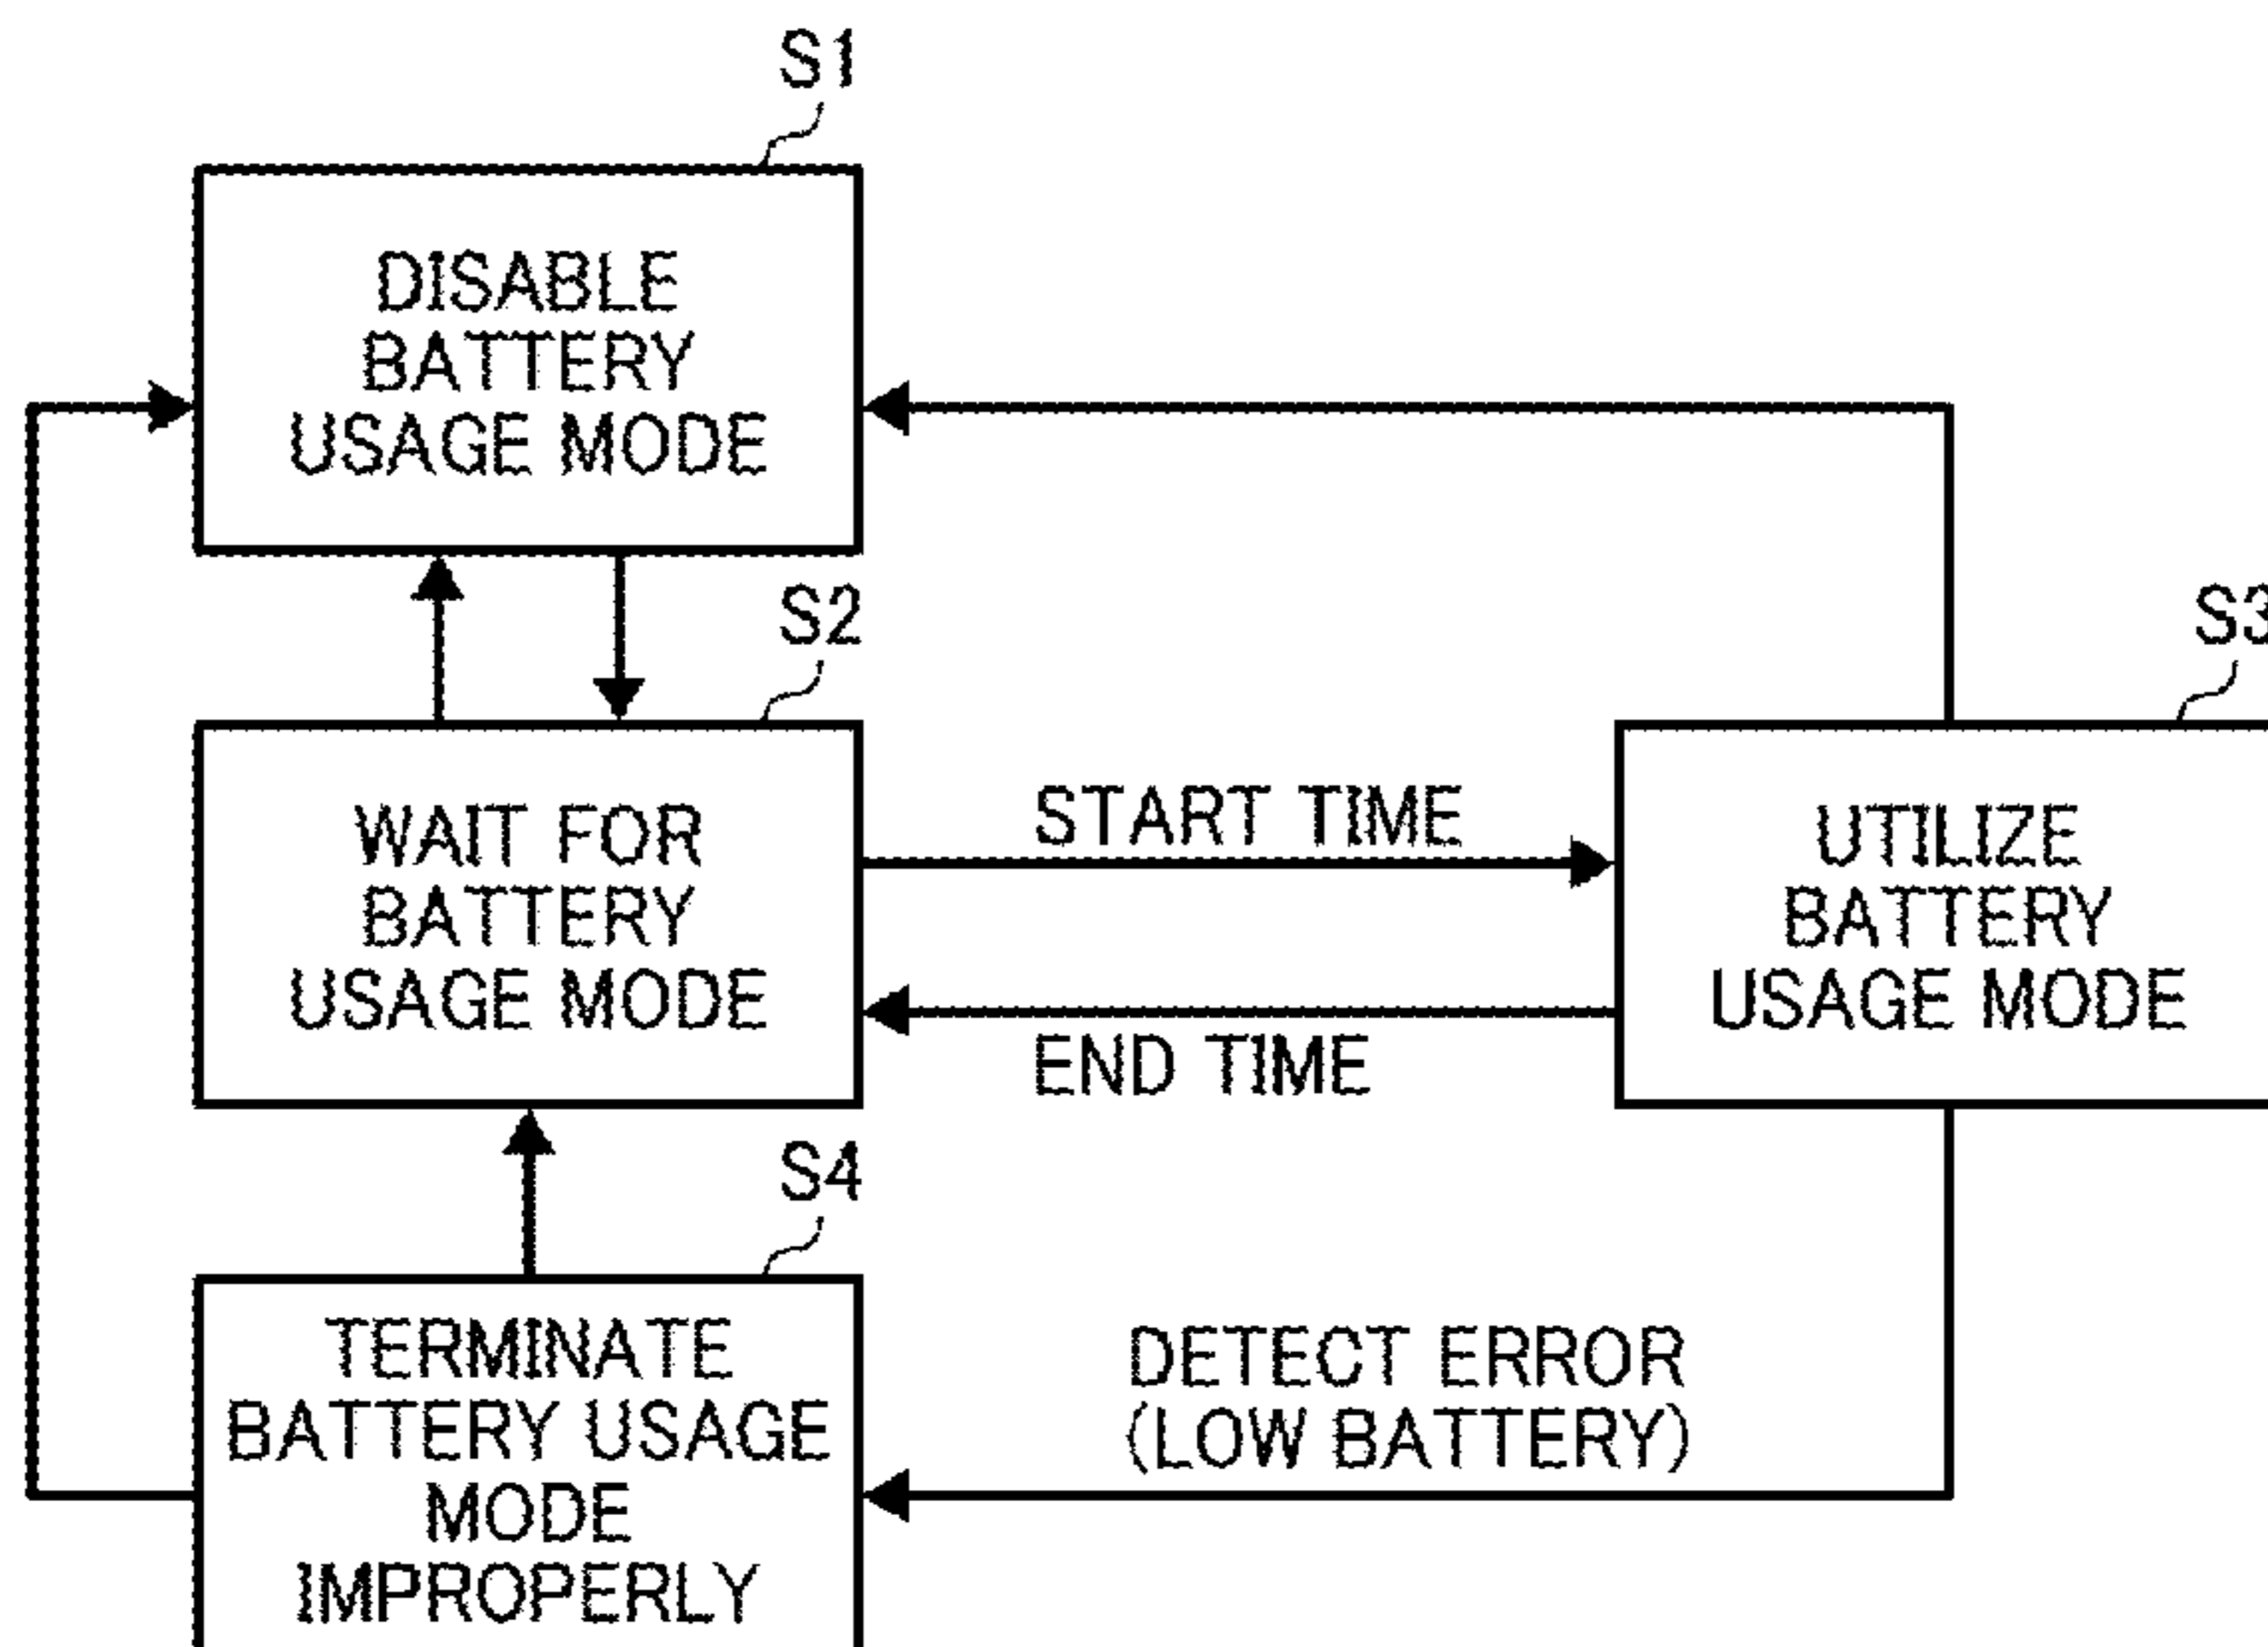 S1
DISABLE
BATTERY
USAGE MODE
S2
S3
WAIT FOR
BATTERY
USAGE MODE
START TIME
END TIME
UTILIZE
BATTERY
USAGE MODE
S4
TERMINATE
BATTERY USAGE
MODE
IMPROPERLY
DETECT ERROR
(LOW BATTERY)